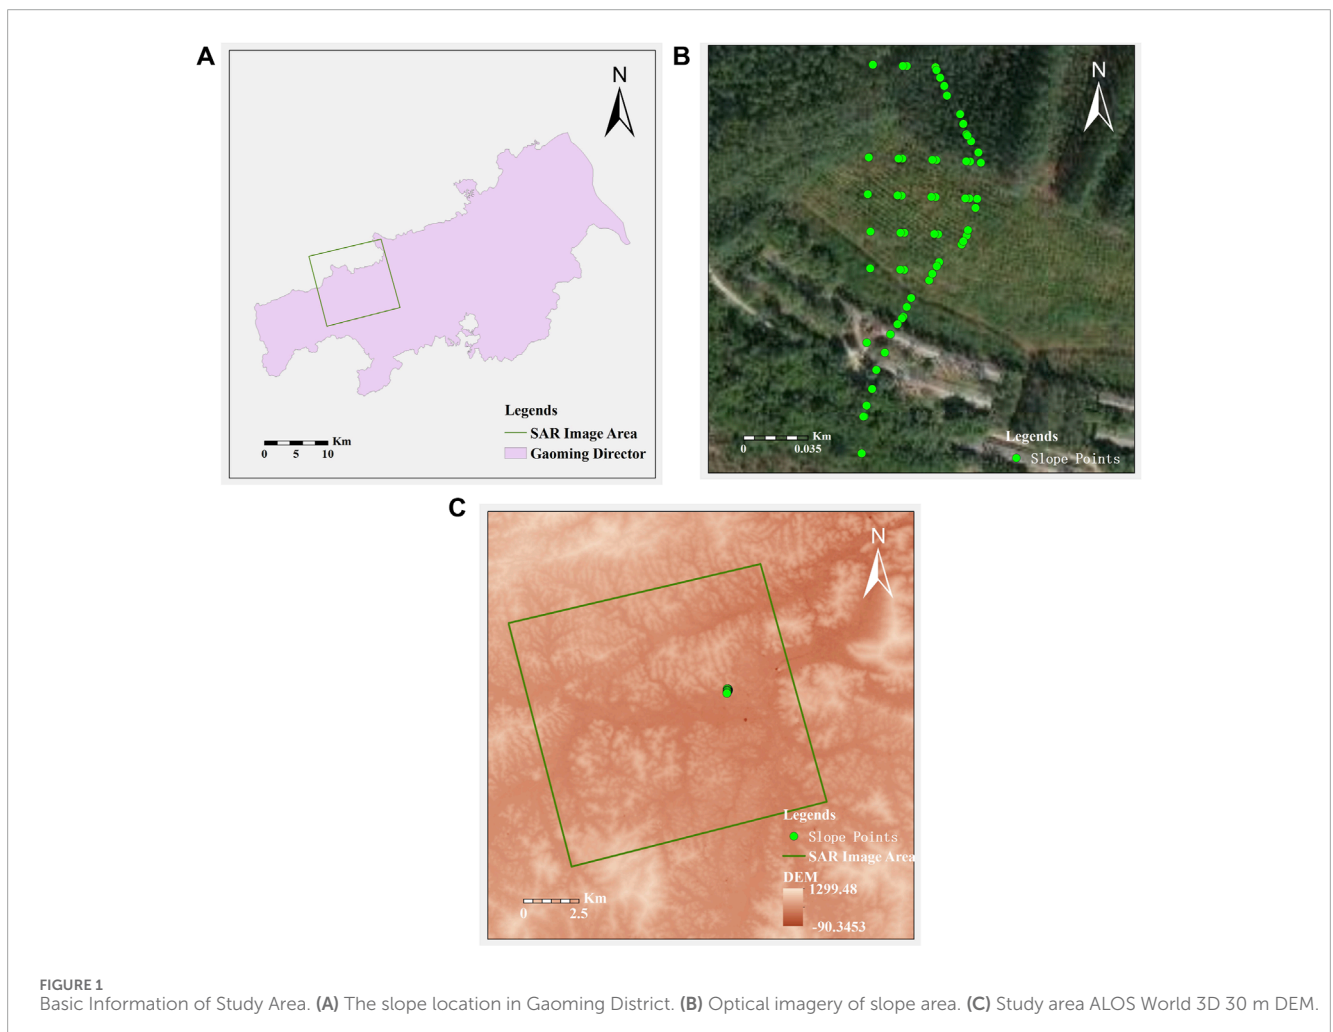 A
N
Legends
SAR Image Area
Gaoming Director
Km
0 5 10
B
N
Km
0 0.035
Legends
Slope Points
C
N
Legends
Slope Points
SAR Image Area
DEM
1299.48
-90.3453
Km
0 2.5
FIGURE 1
Basic Information of Study Area. (A) The slope location in Gaoming District. (B) Optical imagery of slope area. (C) Study area ALOS World 3D 30 m DEM.